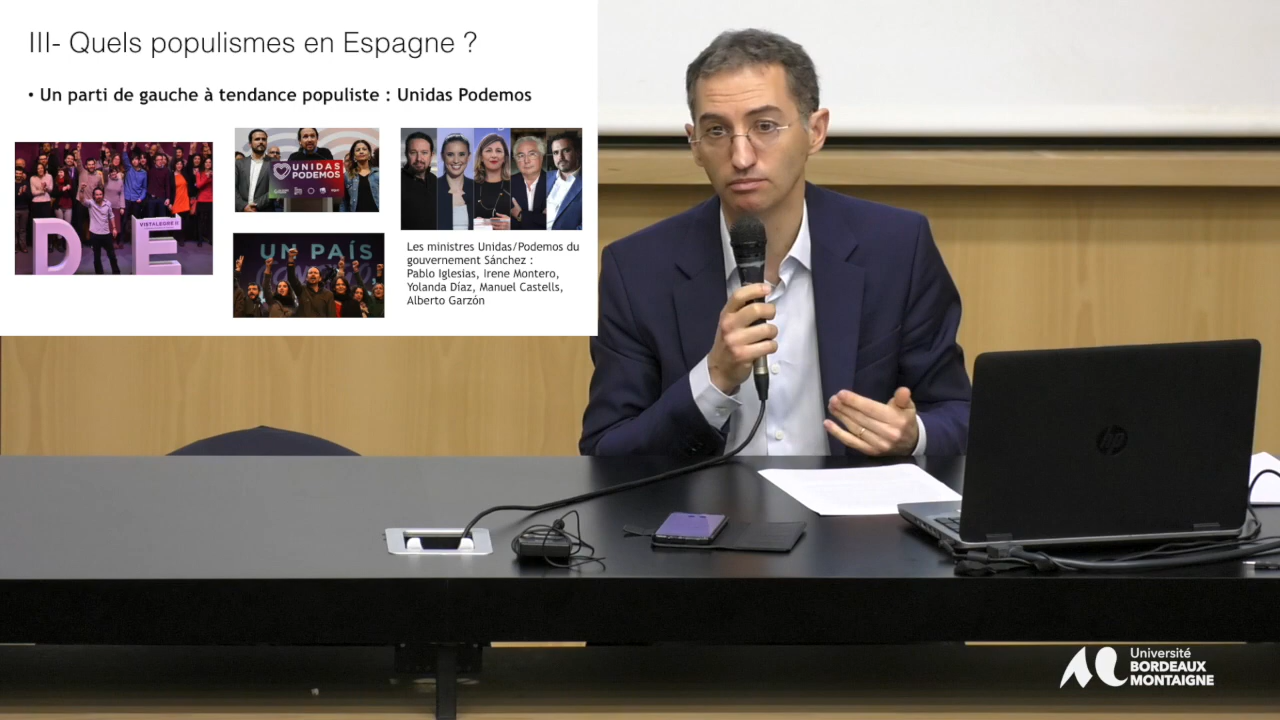 III- Quels populismes en Espagne ?
• Un parti de gauche à tendance populiste : Unidas Podemos
D E
VISTALEGRE II
UNIDAS
PODEMOS
UN PAÍS
Les ministres Unidas/Podemos du
gouvernement Sánchez :
Pablo Iglesias, Irene Montero,
Yolanda Díaz, Manuel Castells,
Alberto Garzón
hp
Université
BORDEAUX
MONTAIGNE